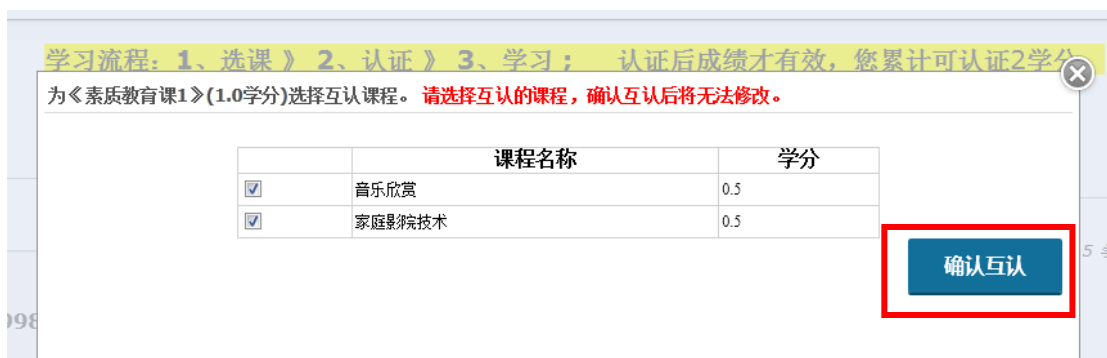 学习流程：1、选课 》 2、认证 》 3、学习； 认证后成绩才有效，您累计可认证2学分
为《素质教育课1》(1.0学分)选择互认课程。 请选择互认的课程，确认互认后将无法修改。
课程名称 学分
音乐欣赏 0.5
家庭影院技术 0.5
5
确认互认
998